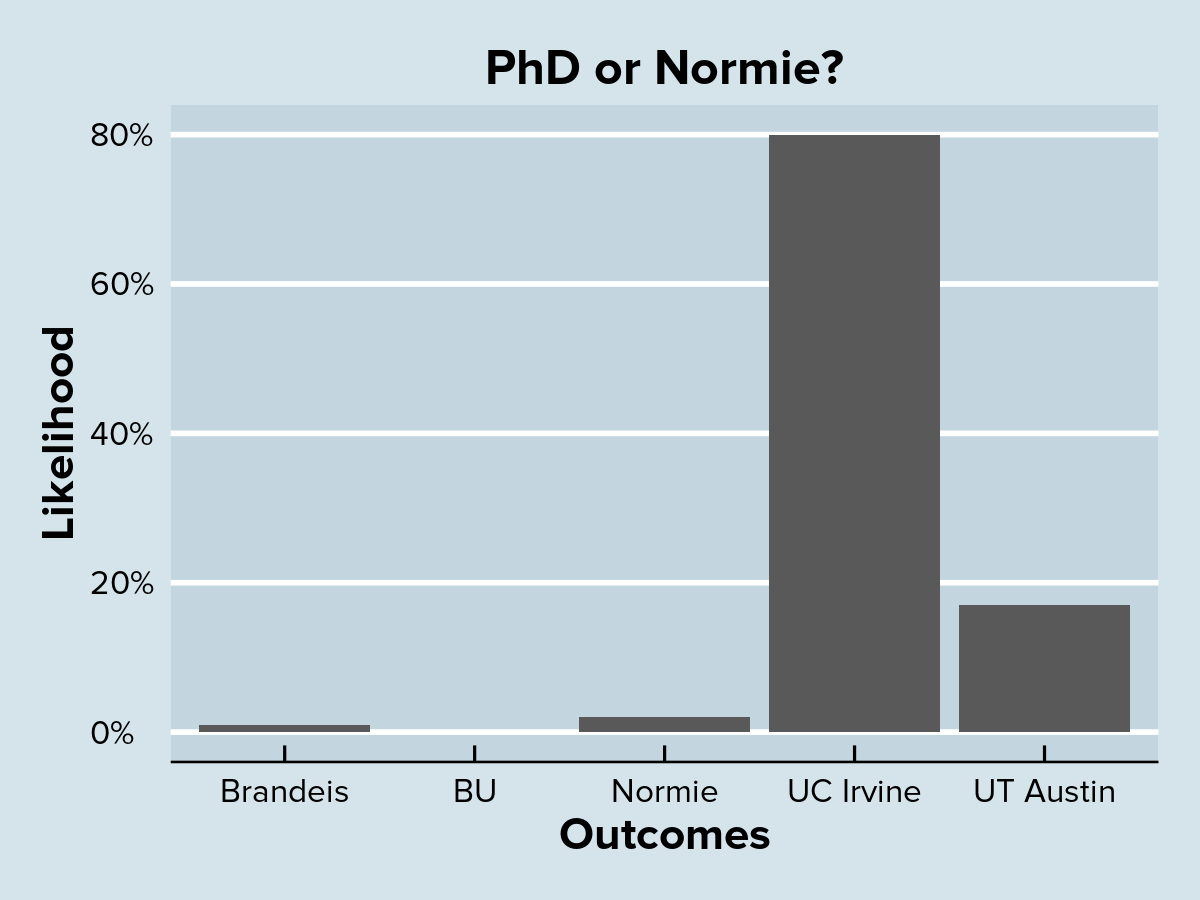 PhD or Normie?
80%
60%
40%
20%
0%
Likelihood
Brandeis
BU
Normie
UC Irvine
UT Austin
Outcomes